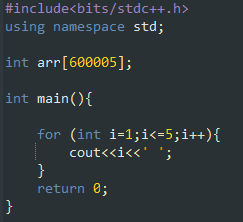 #include<bits/stdc++.h>
using namespace std;
int arr[600005];
int main(){
for (int i=1;i<=5;i++){
cout<<i<<' ';
}
return 0;
}